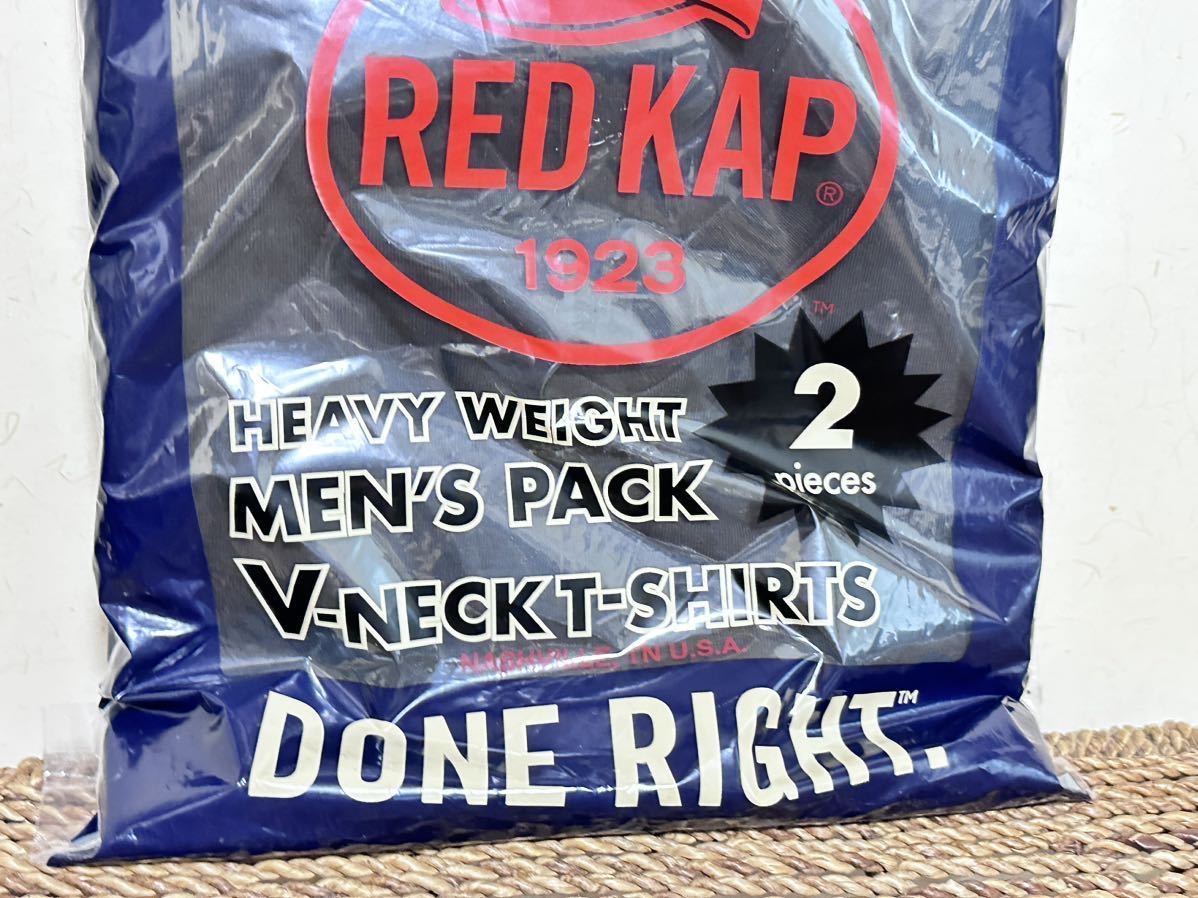 RED KAP®
1923
TM
2
pieces
HEAVY WEIGHT
MEN'S PACK
V-NECK T-SHIRTS
NASHVILLE, TN U.S.A.
DONE RIGHT.™